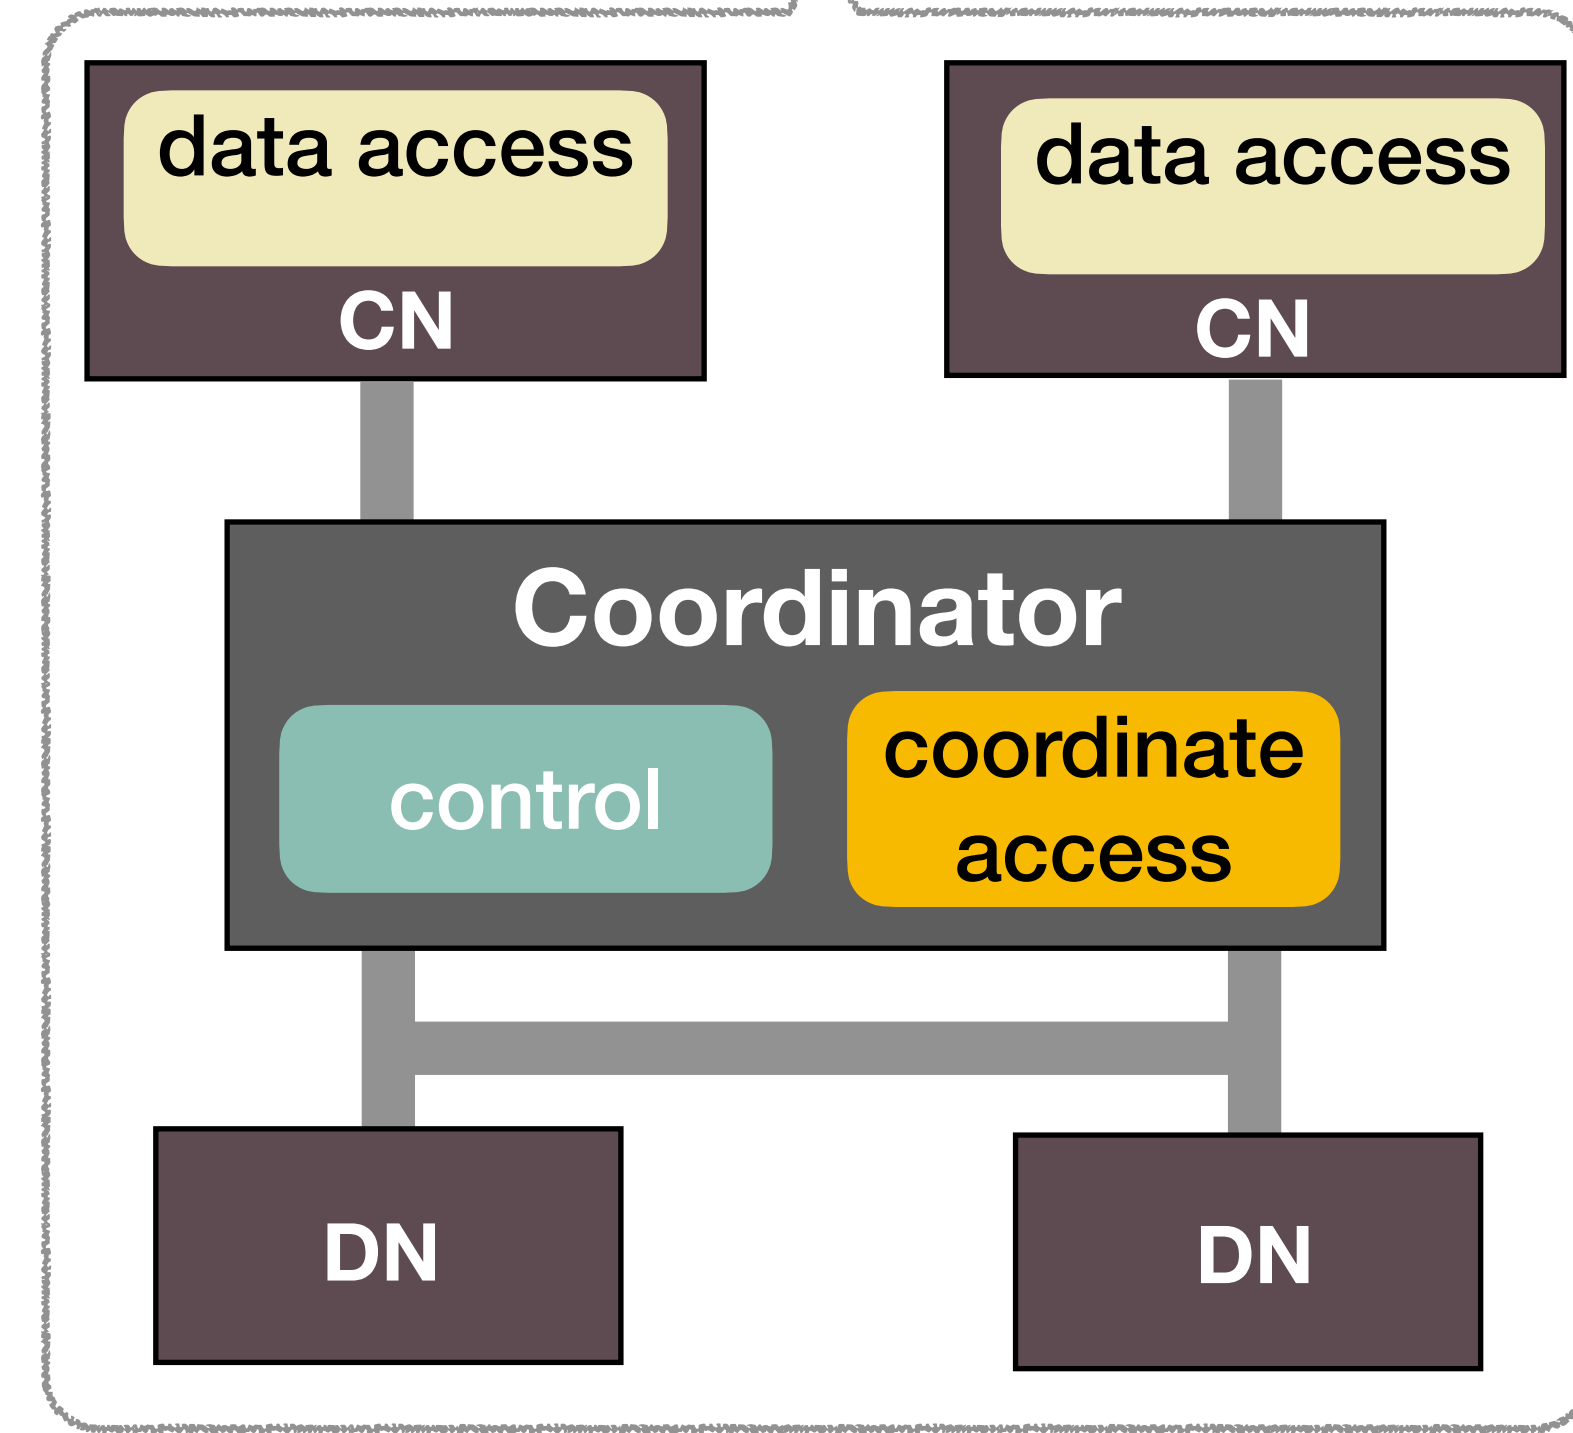 data access
data access
CN
CN
Coordinator
control
coordinate
access
DN
DN